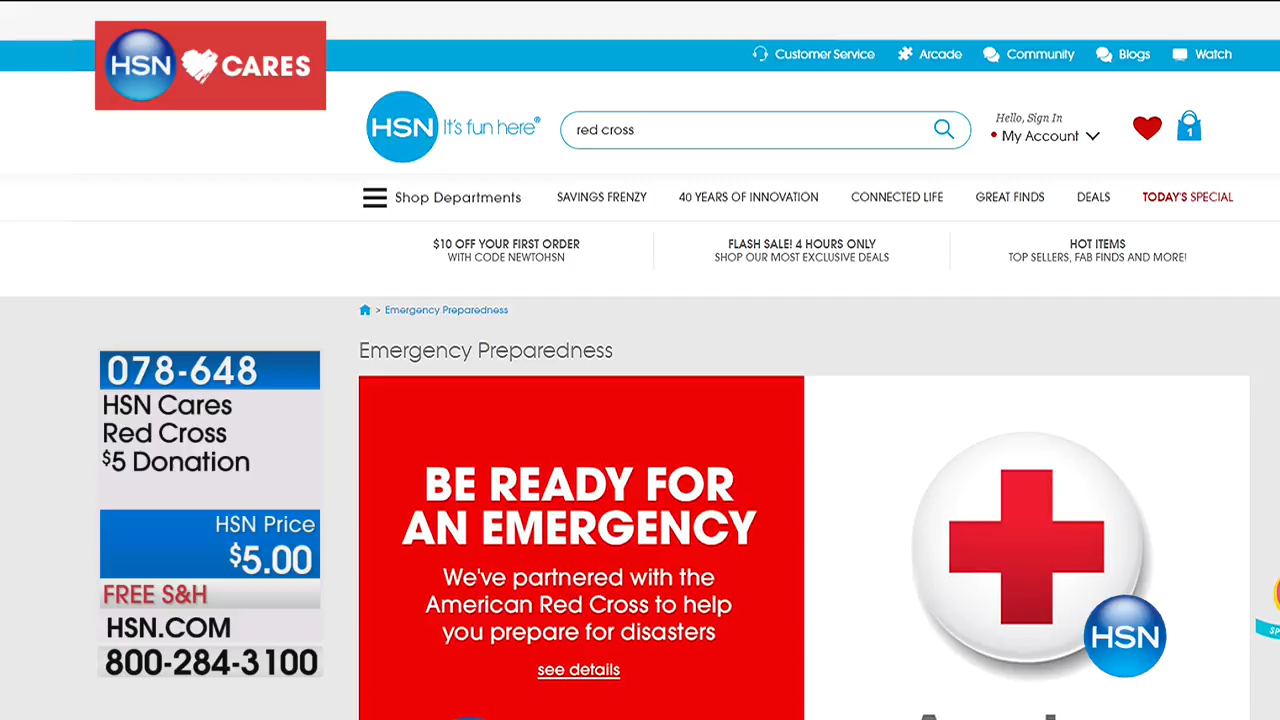 HSN CARES
Customer Service Arcade Community Blogs Watch
HSN It's fun here®
red cross
Hello, Sign In
My Account
1
Shop Departments SAVINGS FRENZY 40 YEARS OF INNOVATION CONNECTED LIFE GREAT FINDS DEALS TODAY'S SPECIAL
$10 OFF YOUR FIRST ORDER
WITH CODE NEWTOHSN
FLASH SALE! 4 HOURS ONLY
SHOP OUR MOST EXCLUSIVE DEALS
HOT ITEMS
TOP SELLERS, FAB FINDS AND MORE!
> Emergency Preparedness
Emergency Preparedness
078-648
HSN Cares
Red Cross
$5 Donation
HSN Price
$5.00
FREE S&H
HSN.COM
800-284-3100
BE READY FOR
AN EMERGENCY
We've partnered with the
American Red Cross to help
you prepare for disasters
see details
HSN